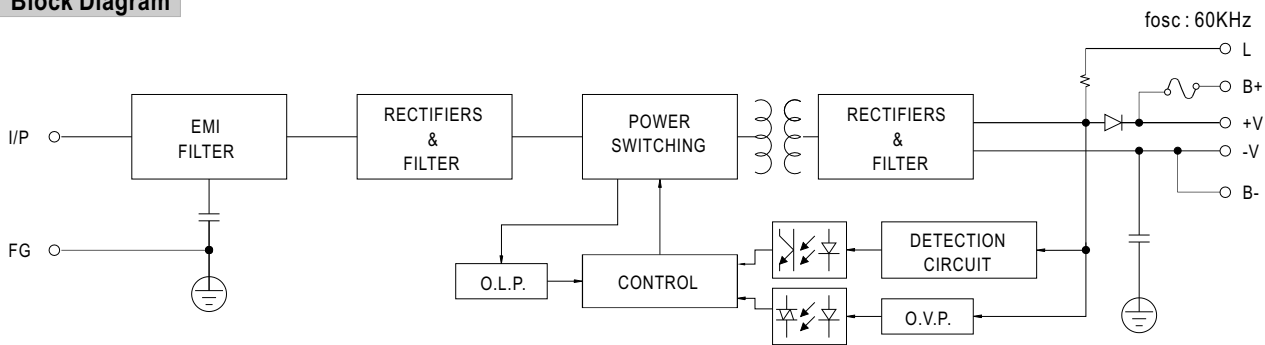 Block Diagram
fosc : 60KHz
I/P
FG
EMI
FILTER
RECTIFIERS
&
FILTER
POWER
SWITCHING
RECTIFIERS
&
FILTER
L
B+
+V
-V
B-
O.L.P.
CONTROL
DETECTION
CIRCUIT
O.V.P.